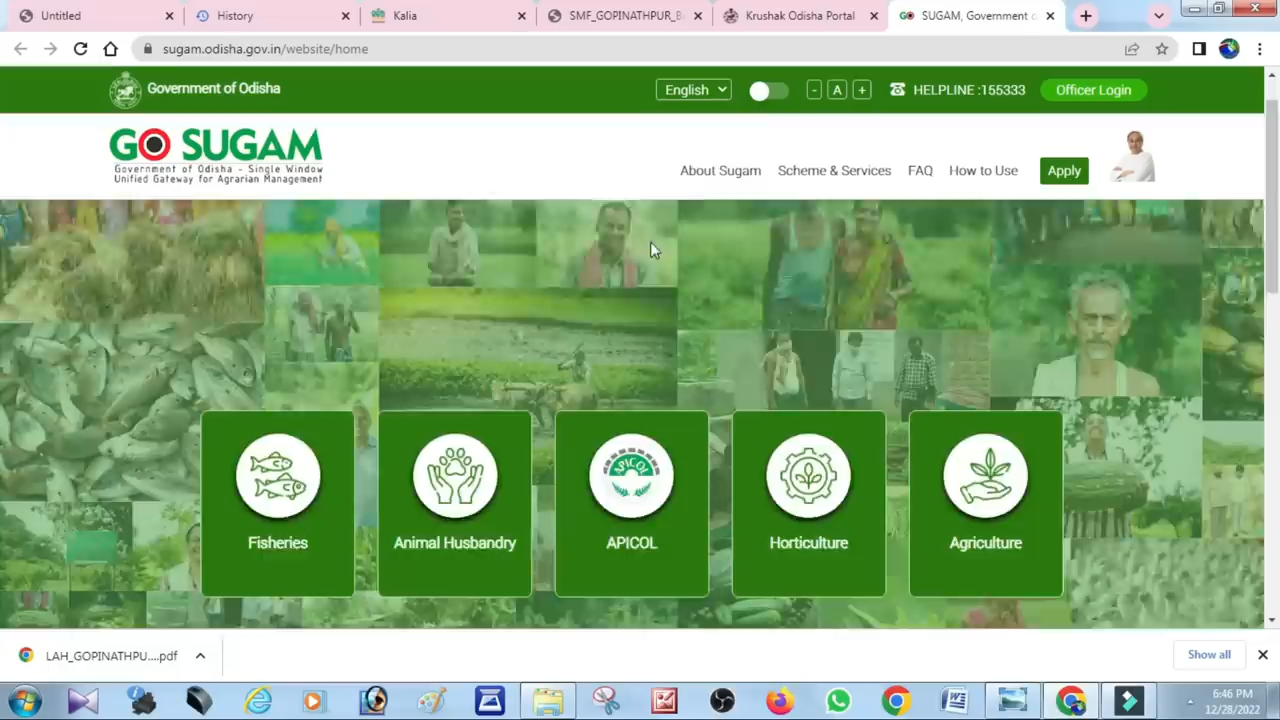 Untitled
History
Kalia
SMF_GOPINATHPUR_B
Krushak Odisha Portal
SUGAM, Government o
sugam.odisha.gov.in/website/home
Government of Odisha
English
- A +
HELPLINE :155333
Officer Login
GO SUGAM
Government of Odisha - Single Window
Unified Gateway for Agrarian Management
About Sugam
Scheme & Services
FAQ
How to Use
Apply
APICOL
Fisheries
Animal Husbandry
APICOL
Horticulture
Agriculture
LAH_GOPINATHPU....pdf
Show all
6:46 PM
12/28/2022